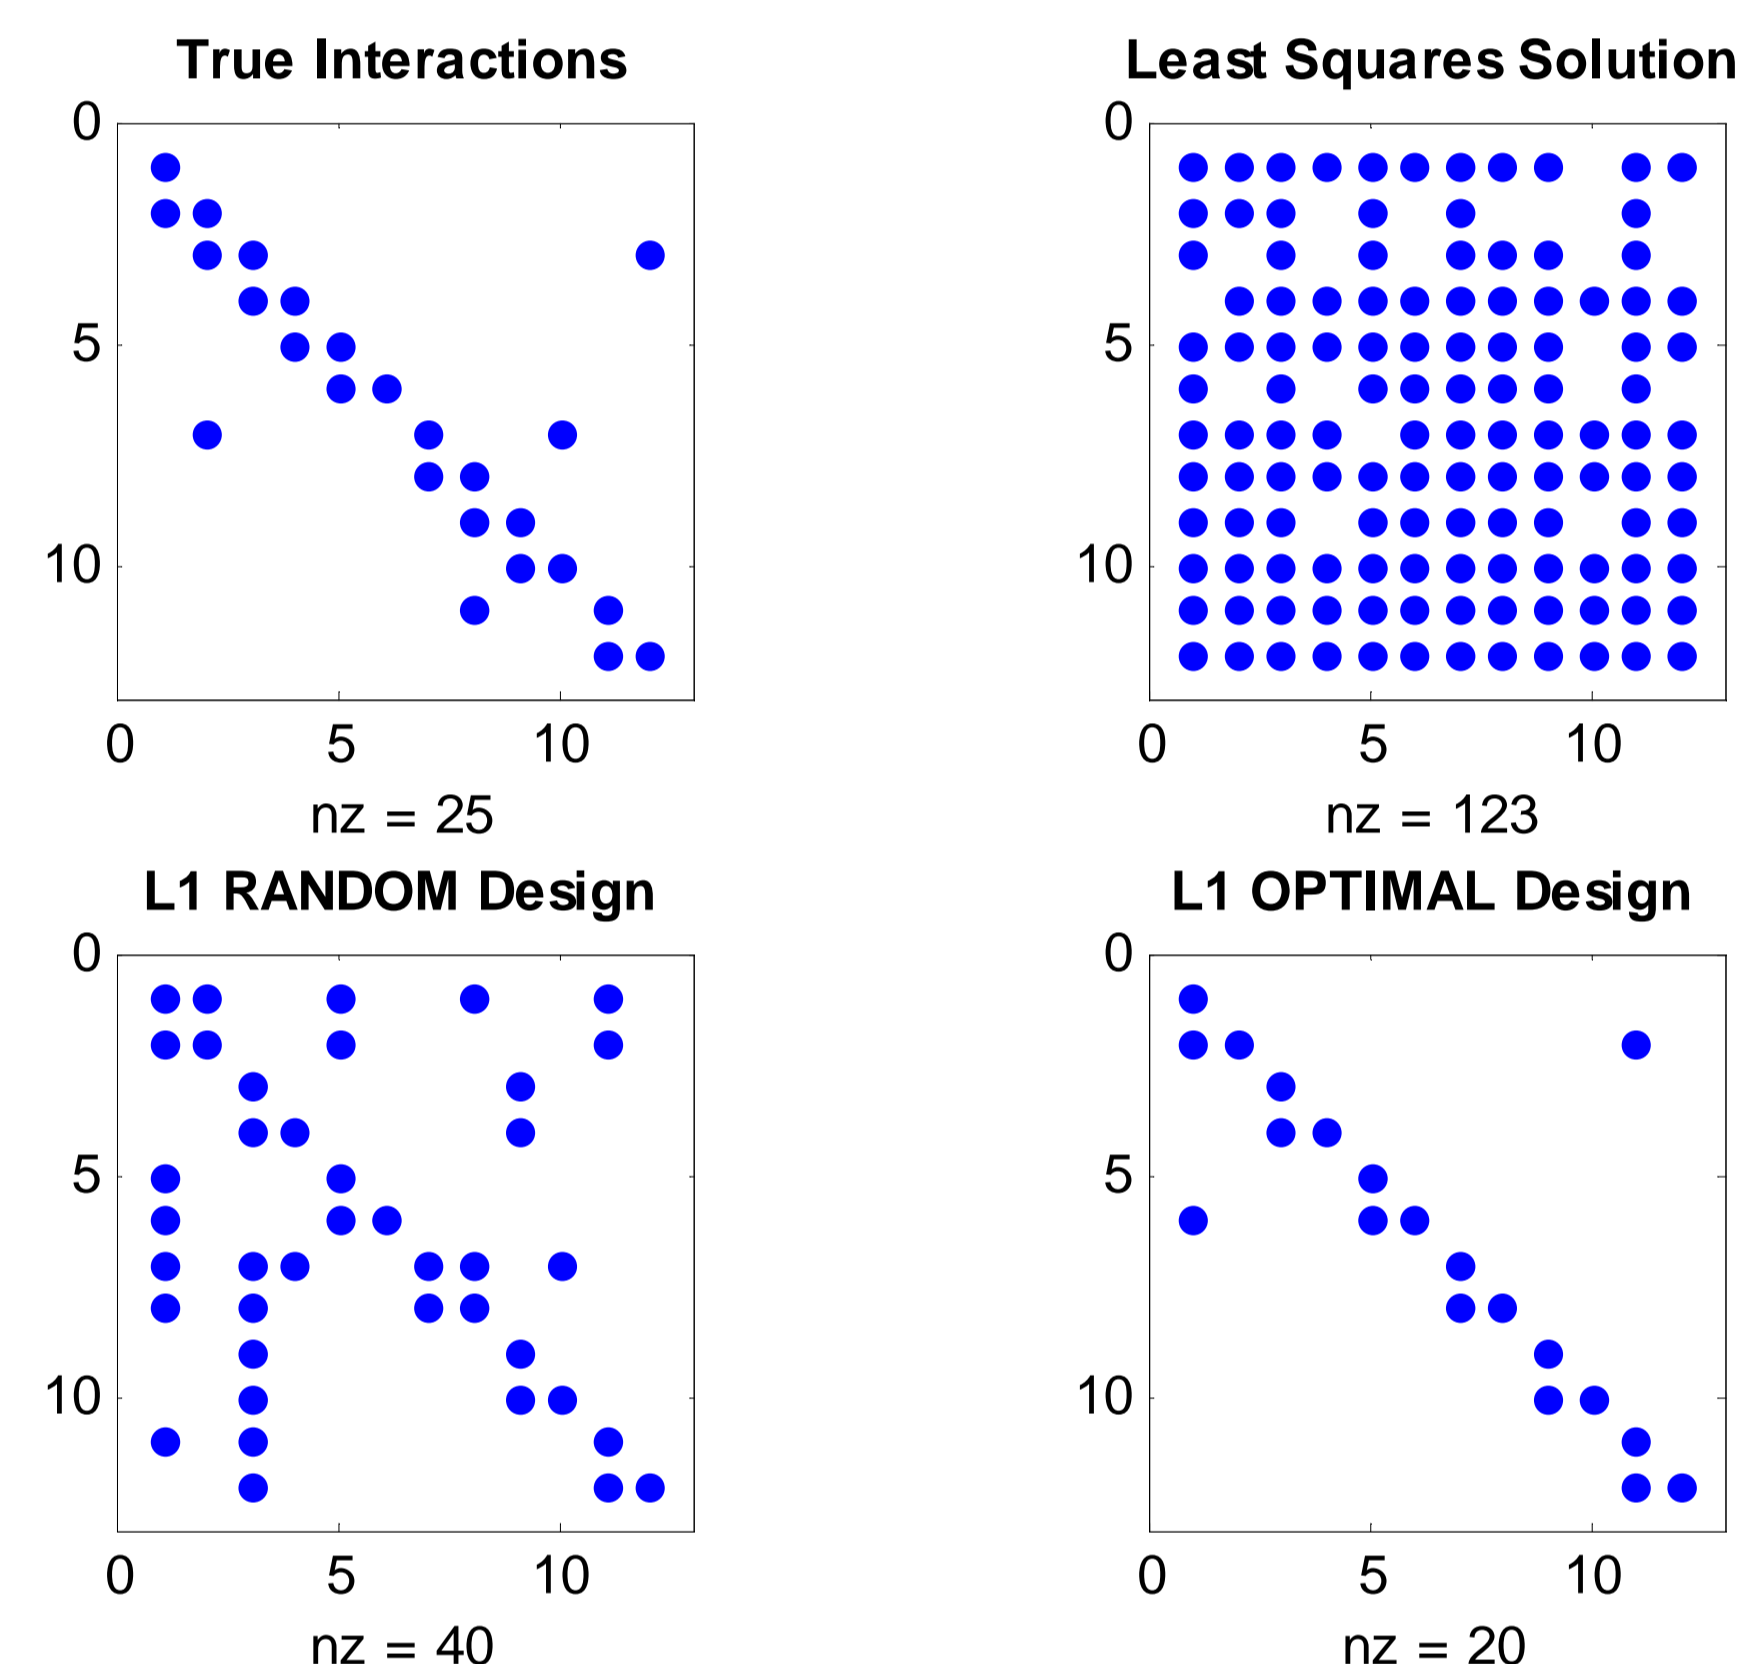 True Interactions
0
5
10
0 5 10
nz = 25
Least Squares Solution
0
5
10
0 5 10
nz = 123
L1 RANDOM Design
0
5
10
0 5 10
nz = 40
L1 OPTIMAL Design
0
5
10
0 5 10
nz = 20